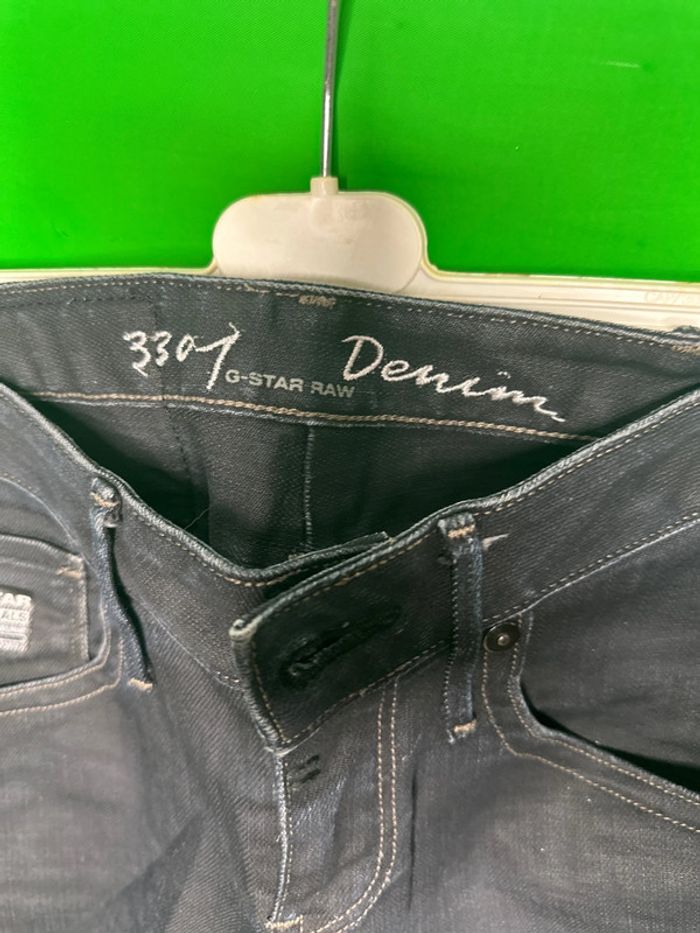 3301 Denim
G-STAR RAW